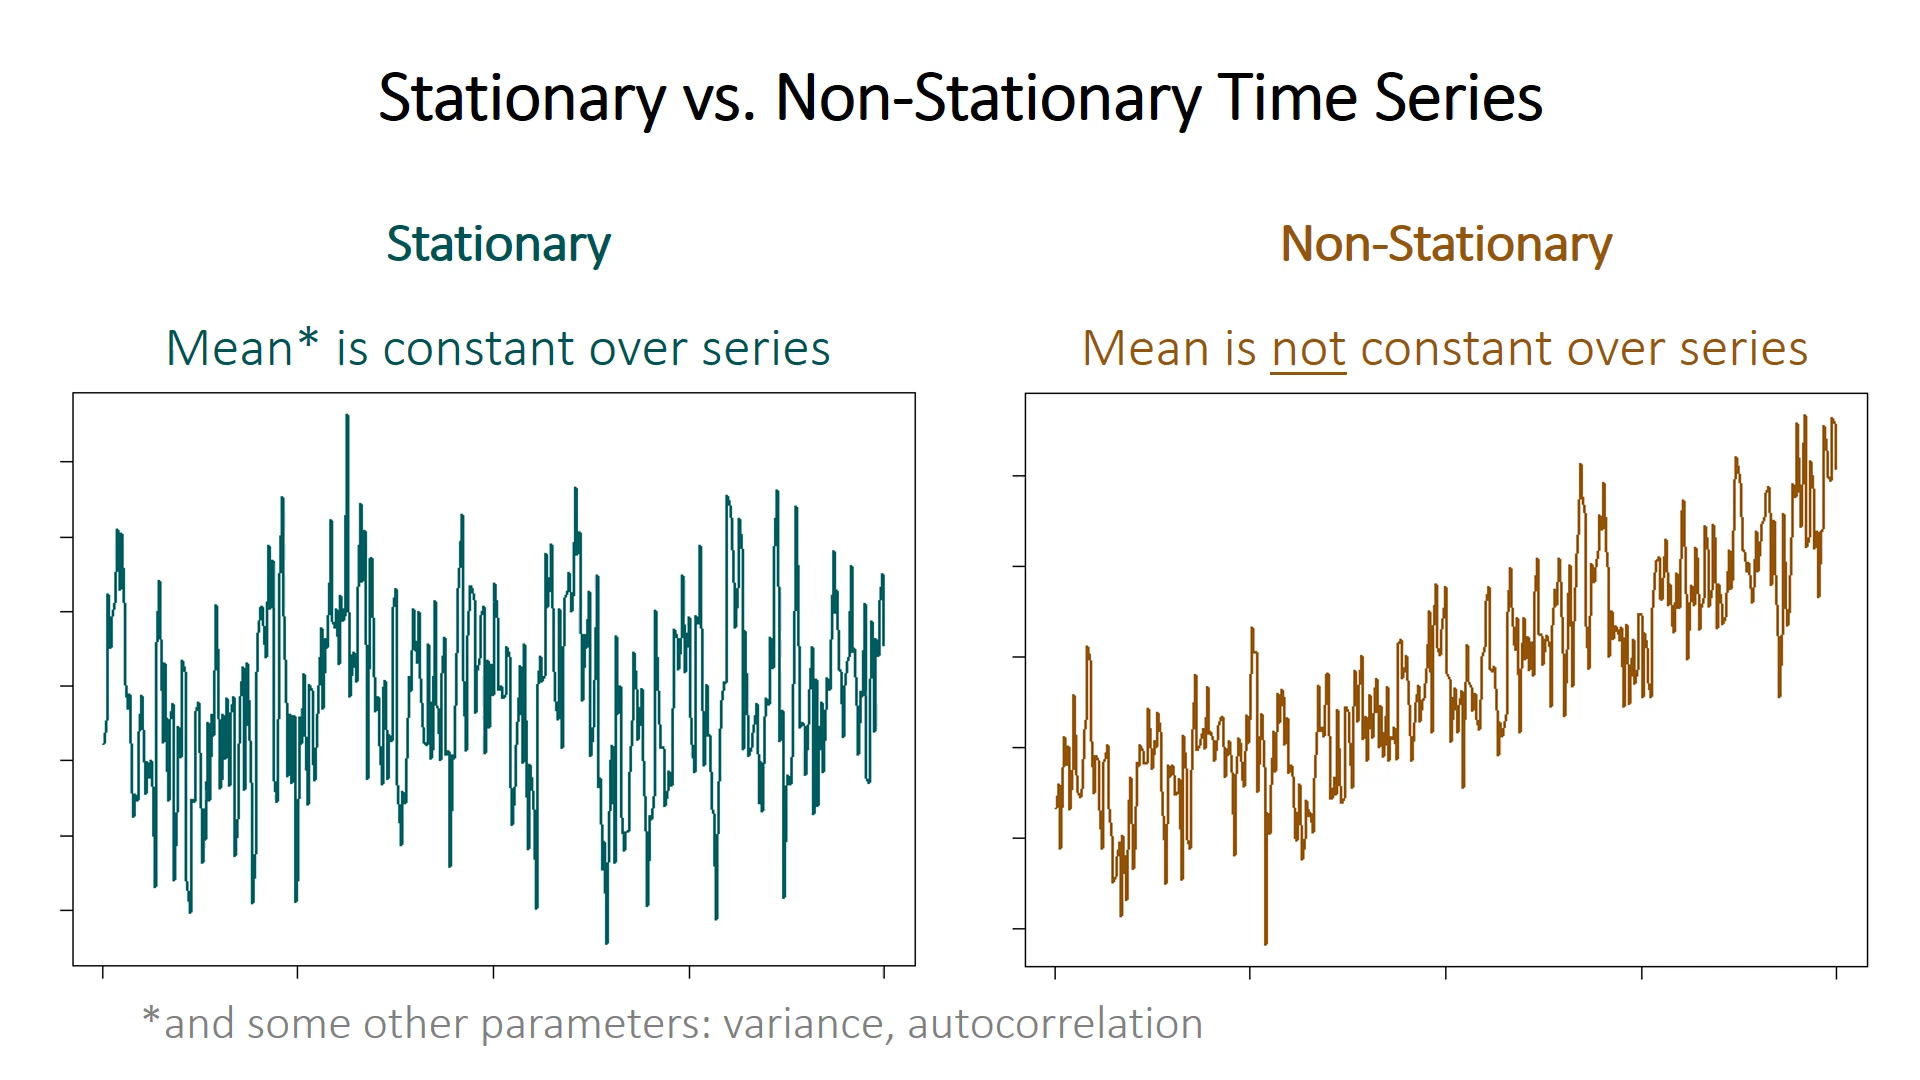 Stationary vs. Non-Stationary Time Series
Stationary
Mean* is constant over series
Non-Stationary
Mean is not constant over series
*and some other parameters: variance, autocorrelation